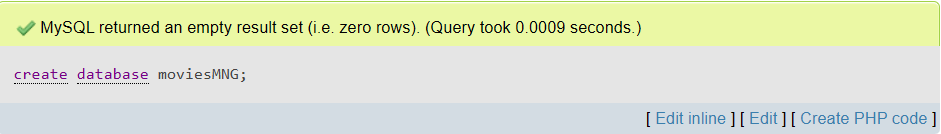 MySQL returned an empty result set (i.e. zero rows). (Query took 0.0009 seconds.)
create database moviesMNG;
[ Edit inline ] [ Edit ] [ Create PHP code ]